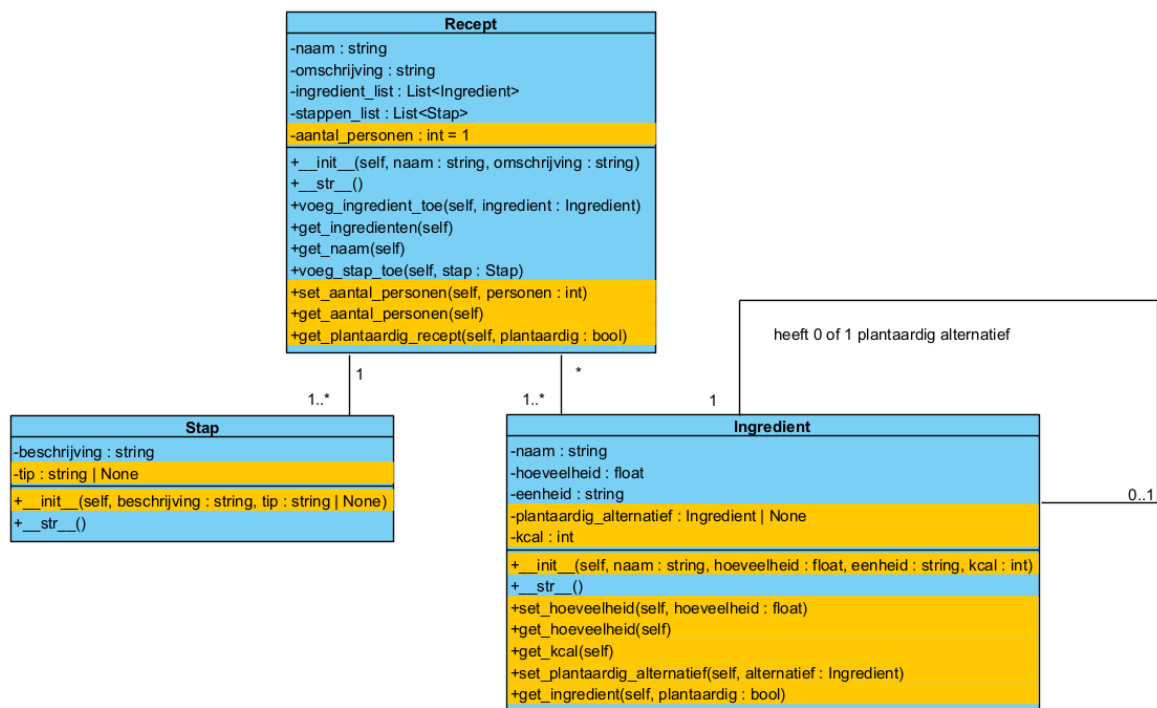 Recept
-naam : string
-omschrijving : string
-ingredient_list : List<Ingredient>
-stappen_list : List<Stap>
-aantal_personen : int = 1
+__init__(self, naam : string, omschrijving : string)
+__str__()
+voeg_ingredient_toe(self, ingredient : Ingredient)
+get_ingredienten(self)
+get_naam(self)
+voeg_stap_toe(self, stap : Stap)
+set_aantal_personen(self, personen : int)
+get_aantal_personen(self)
+get_plantaardig_recept(self, plantaardig : bool)
heeft 0 of 1 plantaardig alternatief
1
*
1..*
1..*
1
0..1
Stap
-beschrijving : string
-tip : string | None
+__init__(self, beschrijving : string, tip : string | None)
+__str__()
Ingredient
-naam : string
-hoeveelheid : float
-eenheid : string
-plantaardig_alternatief : Ingredient | None
-kcal : int
+__init__(self, naam : string, hoeveelheid : float, eenheid : string, kcal : int)
+__str__()
+set_hoeveelheid(self, hoeveelheid : float)
+get_hoeveelheid(self)
+get_kcal(self)
+set_plantaardig_alternatief(self, alternatief : Ingredient)
+get_ingredient(self, plantaardig : bool)